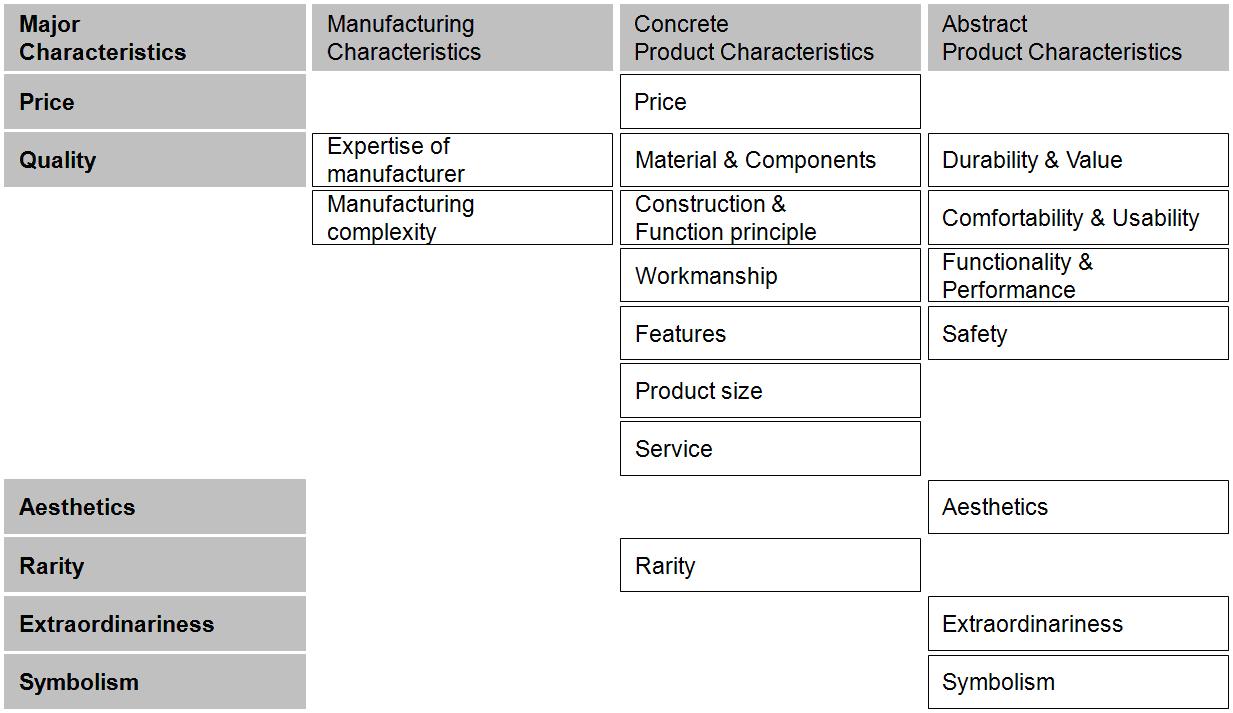 Major
Characteristics
Manufacturing
Characteristics
Concrete
Product Characteristics
Abstract
Product Characteristics
Price
Price
Quality
Expertise of
manufacturer
Material & Components
Durability & Value
Manufacturing
complexity
Construction &
Function principle
Comfortability & Usability
Workmanship
Functionality &
Performance
Features
Safety
Product size
Service
Aesthetics
Aesthetics
Rarity
Rarity
Extraordinariness
Extraordinariness
Symbolism
Symbolism